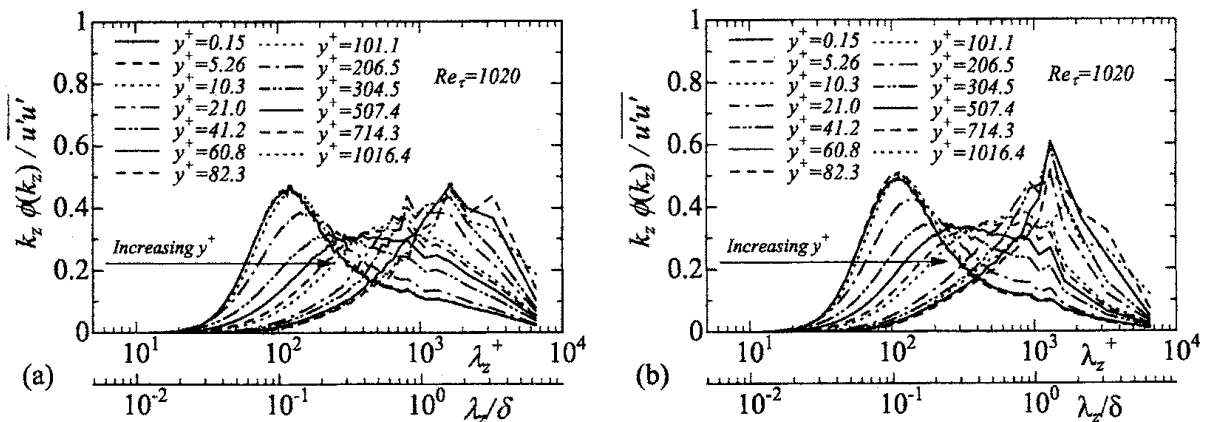 k_z ϕ(k_z) / u'u'
1
0.8
0.6
0.4
0.2
0
y⁺=0.15
y⁺=5.26
y⁺=10.3
y⁺=21.0
y⁺=41.2
y⁺=60.8
y⁺=82.3
y⁺=101.1
y⁺=206.5
y⁺=304.5
y⁺=507.4
y⁺=714.3
y⁺=1016.4
Re_τ=1020
Increasing y⁺
10¹ 10² 10³ λ_z⁺ 10⁴
(a)
10⁻² 10⁻¹ 10⁰ λ_z/δ
k_z ϕ(k_z) / u'u'
1
0.8
0.6
0.4
0.2
0
y⁺=0.15
y⁺=5.26
y⁺=10.3
y⁺=21.0
y⁺=41.2
y⁺=60.8
y⁺=82.3
y⁺=101.1
y⁺=206.5
y⁺=304.5
y⁺=507.4
y⁺=714.3
y⁺=1016.4
Re_τ=1020
Increasing y⁺
10¹ 10² 10³ λ_z⁺ 10⁴
(b)
10⁻² 10⁻¹ 10⁰ λ_z/δ